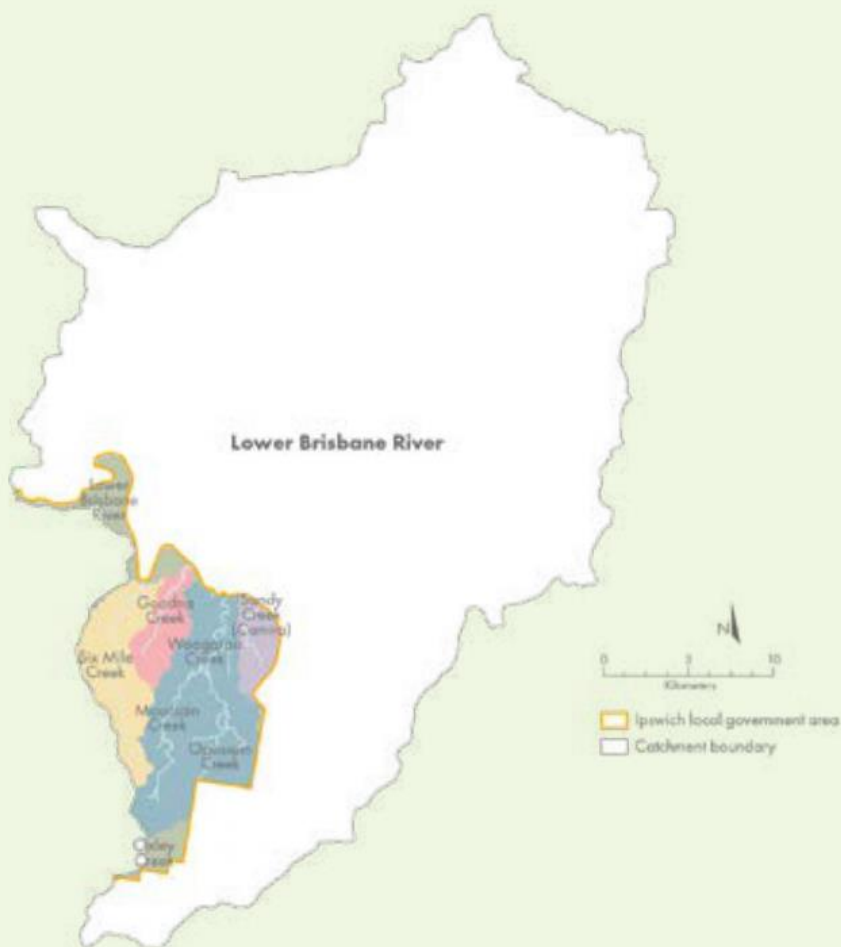 Lower Brisbane River
Lower
Brisbane
River
Goodna
Creek
Sandy
Creek
(Camira)
Woogaroo
Creek
Six Mile
Creek
Mountain
Creek
Opossum
Creek
Oxley
Creek
N
0 5 10
Kilometers
Ipswich local government area
Catchment boundary